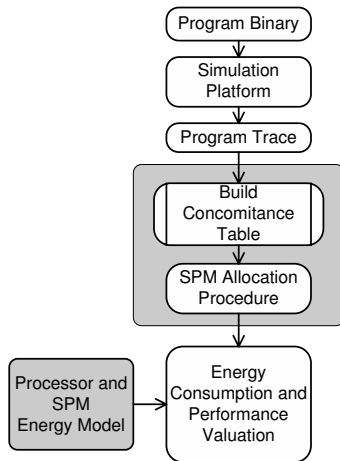 Program Binary
Simulation
Platform
Program Trace
Build
Concomitance
Table
SPM Allocation
Procedure
Processor and
SPM
Energy Model
Energy
Consumption and
Performance
Valuation